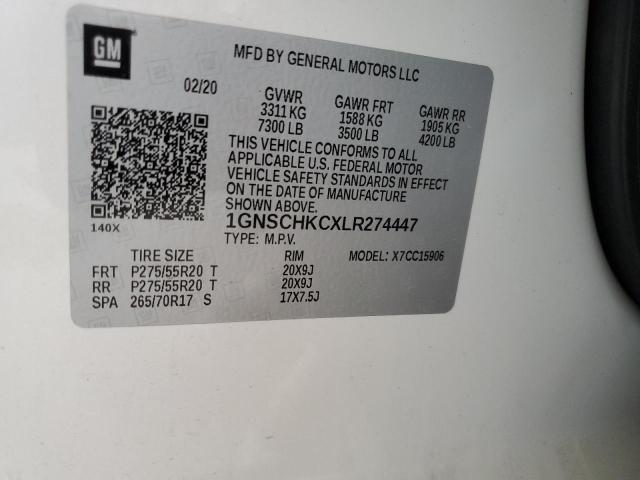 GM
MFD BY GENERAL MOTORS LLC
02/20
GVWR GAWR FRT GAWR RR
3311 KG 1588 KG 1905 KG
7300 LB 3500 LB 4200 LB
THIS VEHICLE CONFORMS TO ALL
APPLICABLE U.S. FEDERAL MOTOR
VEHICLE SAFETY STANDARDS IN EFFECT
ON THE DATE OF MANUFACTURE
SHOWN ABOVE.
140X
1GNSCHKCXLR274447
TYPE: M.P.V. MODEL: X7CC15906
TIRE SIZE RIM
FRT P275/55R20 T 20X9J
RR P275/55R20 T 20X9J
SPA 265/70R17 S 17X7.5J